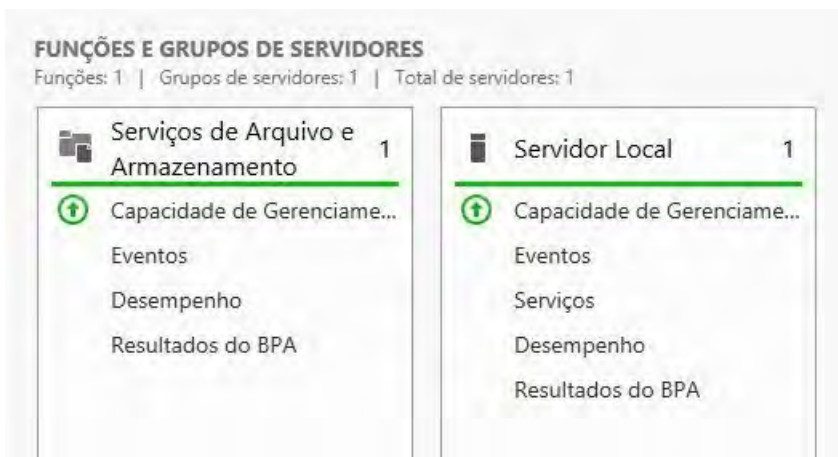 FUNÇÕES E GRUPOS DE SERVIDORES
Funções: 1 | Grupos de servidores: 1 | Total de servidores: 1
Serviços de Arquivo e
Armazenamento 1
Capacidade de Gerenciame...
Eventos
Desempenho
Resultados do BPA
Servidor Local 1
Capacidade de Gerenciame...
Eventos
Serviços
Desempenho
Resultados do BPA